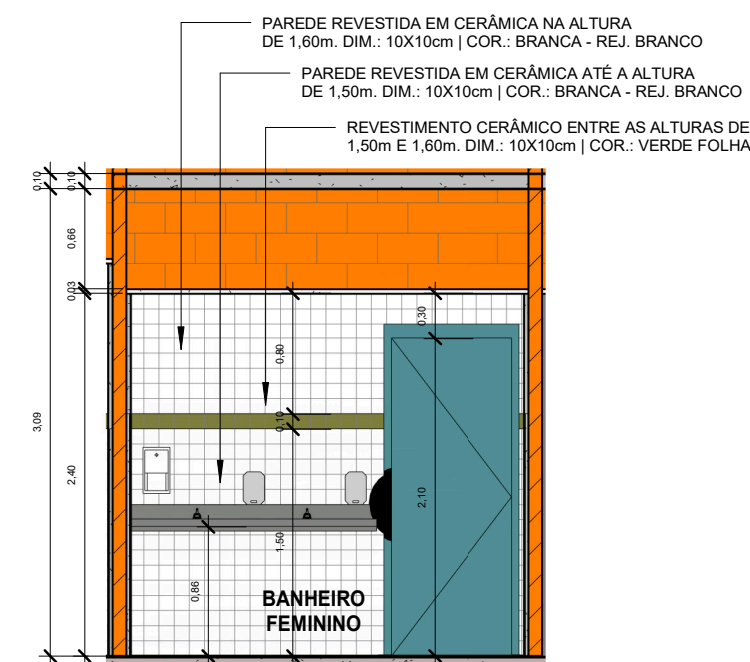 PAREDE REVESTIDA EM CERÂMICA NA ALTURA
DE 1,60m. DIM.: 10X10cm | COR.: BRANCA - REJ. BRANCO
PAREDE REVESTIDA EM CERÂMICA ATÉ A ALTURA
DE 1,50m. DIM.: 10X10cm | COR.: BRANCA - REJ. BRANCO
REVESTIMENTO CERÂMICO ENTRE AS ALTURAS DE
1,50m E 1,60m. DIM.: 10X10cm | COR.: VERDE FOLHA
0,10
0,10
0,66
0,03
3,09
2,40
0,30
0,80
0,10
2,10
1,50
0,86
BANHEIRO
FEMININO